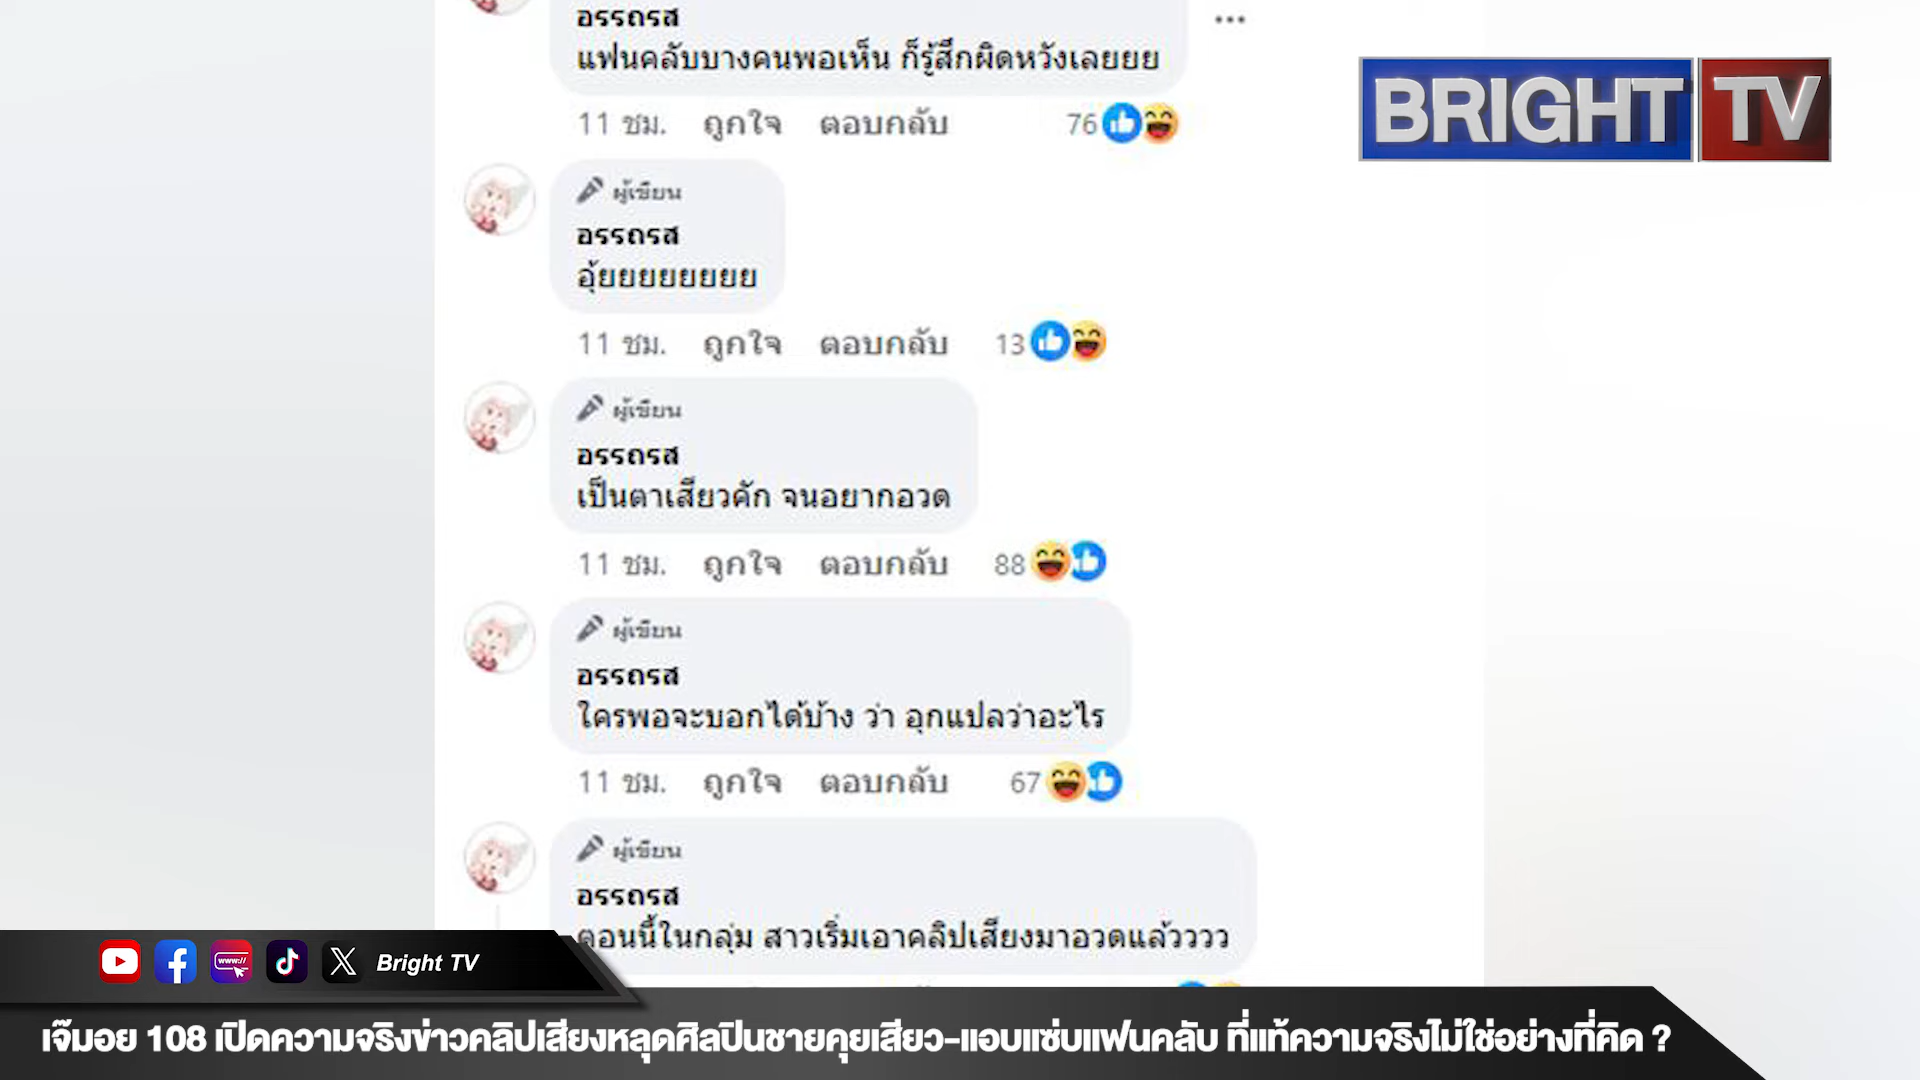 อรรถรส
แฟนคลับบางคนพอเห็น ก็รู้สึกผิดหวังเลยยย
11 ชม. ถูกใจ ตอบกลับ 76
BRIGHT TV
ผู้เขียน
อรรถรส
อุ้ยยยยยยยย
11 ชม. ถูกใจ ตอบกลับ 13
ผู้เขียน
อรรถรส
เป็นตาเสียวคัก จนอยากอวด
11 ชม. ถูกใจ ตอบกลับ 88
ผู้เขียน
อรรถรส
ใครพอจะบอกได้บ้าง ว่า อุกแปลว่าอะไร
11 ชม. ถูกใจ ตอบกลับ 67
ผู้เขียน
อรรถรส
ตอนนี้ในกลุ่ม สาวเริ่มเอาคลิปเสียงมาอวดแล้วววว
www://
Bright TV
เจ๊มอย 108 เปิดความจริงข่าวคลิปเสียงหลุดศิลปินชายคุยเสียว-แอบแซ่บแฟนคลับ ที่แท้ความจริงไม่ใช่อย่างที่คิด ?